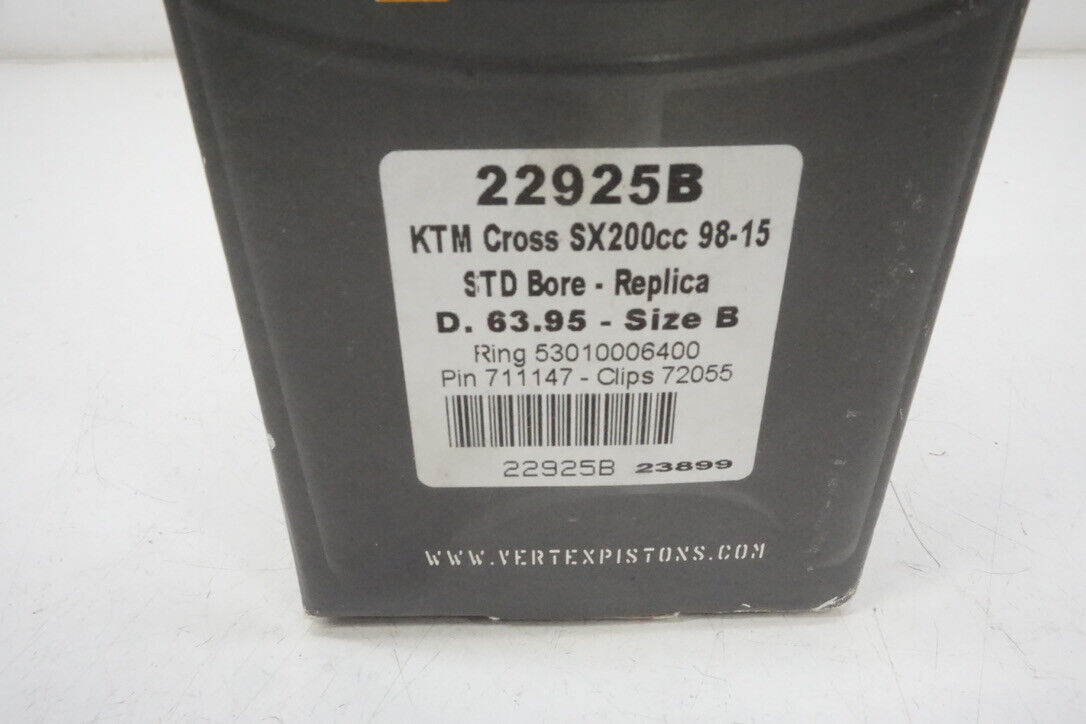 22925B
KTM Cross SX200cc 98-15
STD Bore - Replica
D. 63.95 - Size B
Ring 53010006400
Pin 711147 - Clips 72055
22925B 23899
WWW.VERTEXPISTONS.COM